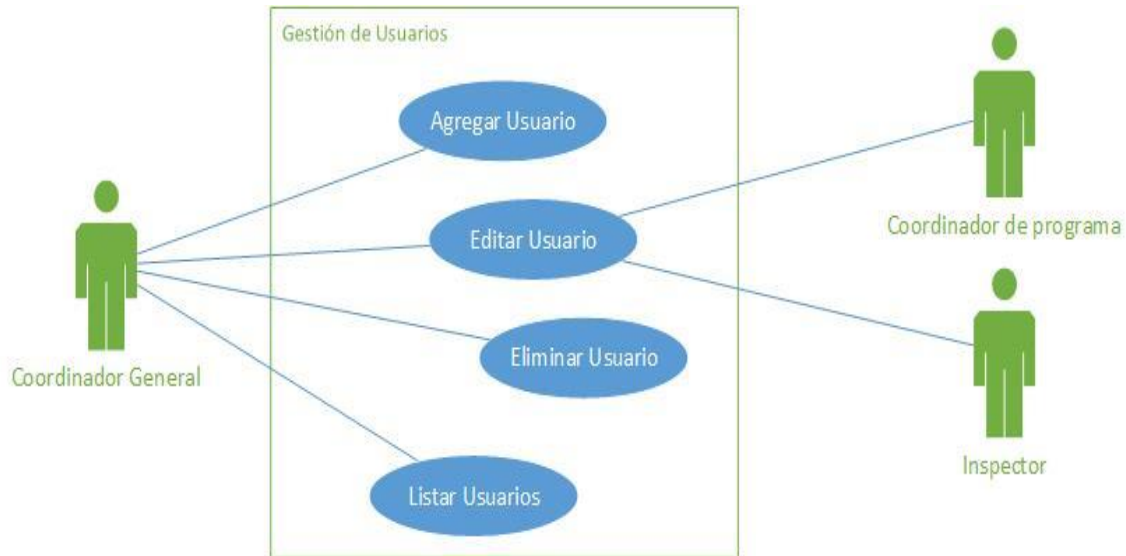 Gestión de Usuarios
Agregar Usuario
Editar Usuario
Eliminar Usuario
Listar Usuarios
Coordinador General
Coordinador de programa
Inspector